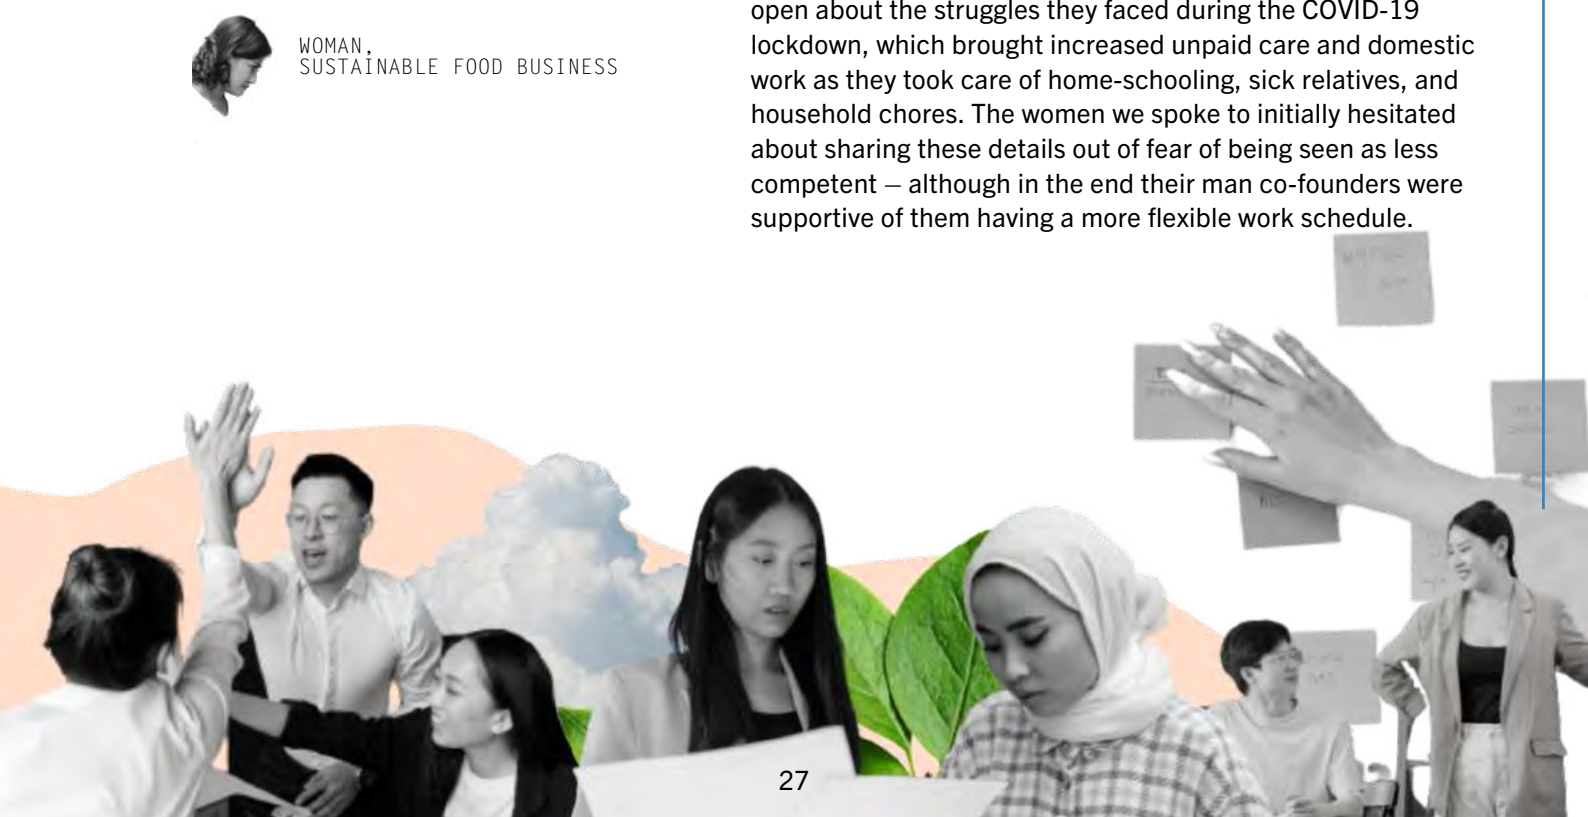 WOMAN,
SUSTAINABLE FOOD BUSINESS
open about the struggles they faced during the COVID-19
lockdown, which brought increased unpaid care and domestic
work as they took care of home-schooling, sick relatives, and
household chores. The women we spoke to initially hesitated
about sharing these details out of fear of being seen as less
competent – although in the end their man co-founders were
supportive of them having a more flexible work schedule.
27